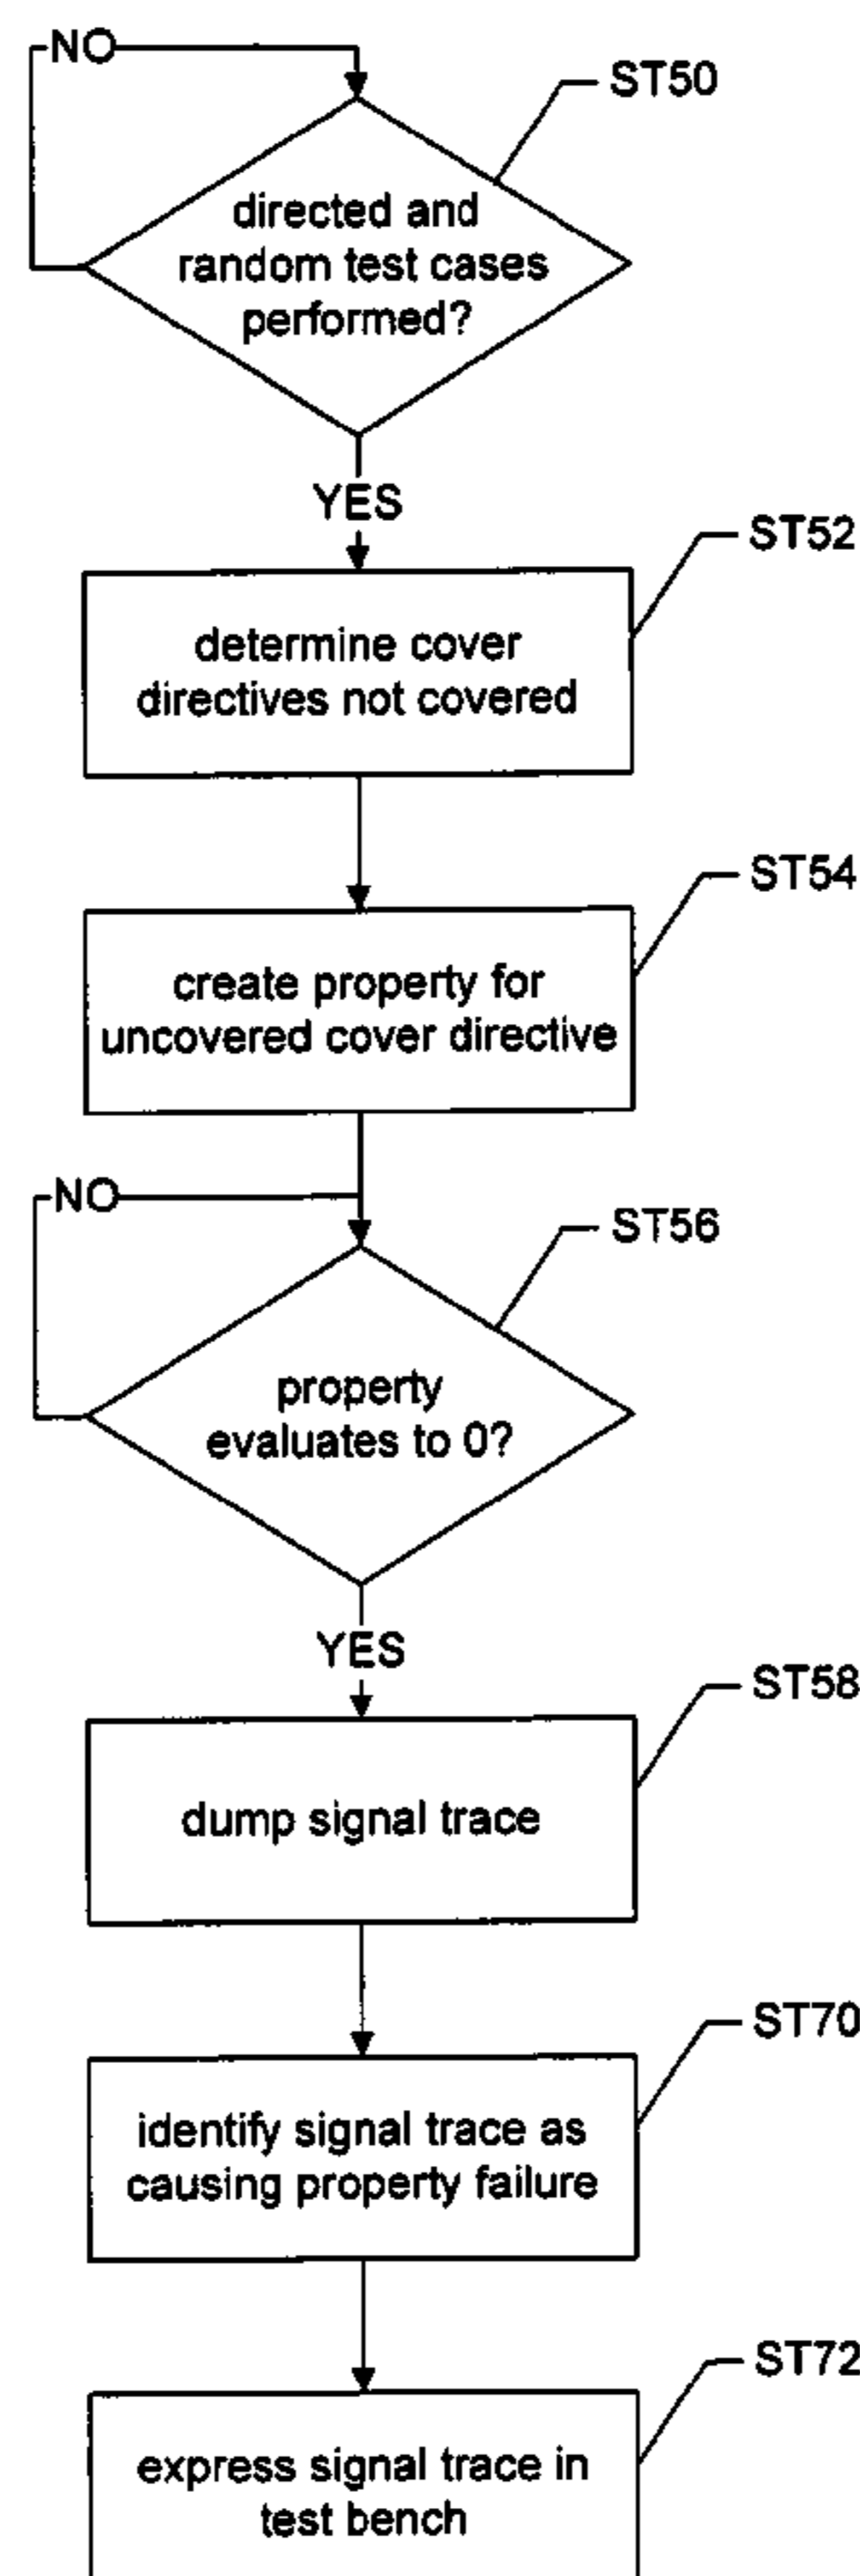 NO
ST50
directed and
random test cases
performed?
YES
ST52
determine cover
directives not covered
ST54
create property for
uncovered cover directive
NO
ST56
property
evaluates to 0?
YES
ST58
dump signal trace
ST70
identify signal trace as
causing property failure
ST72
express signal trace in
test bench